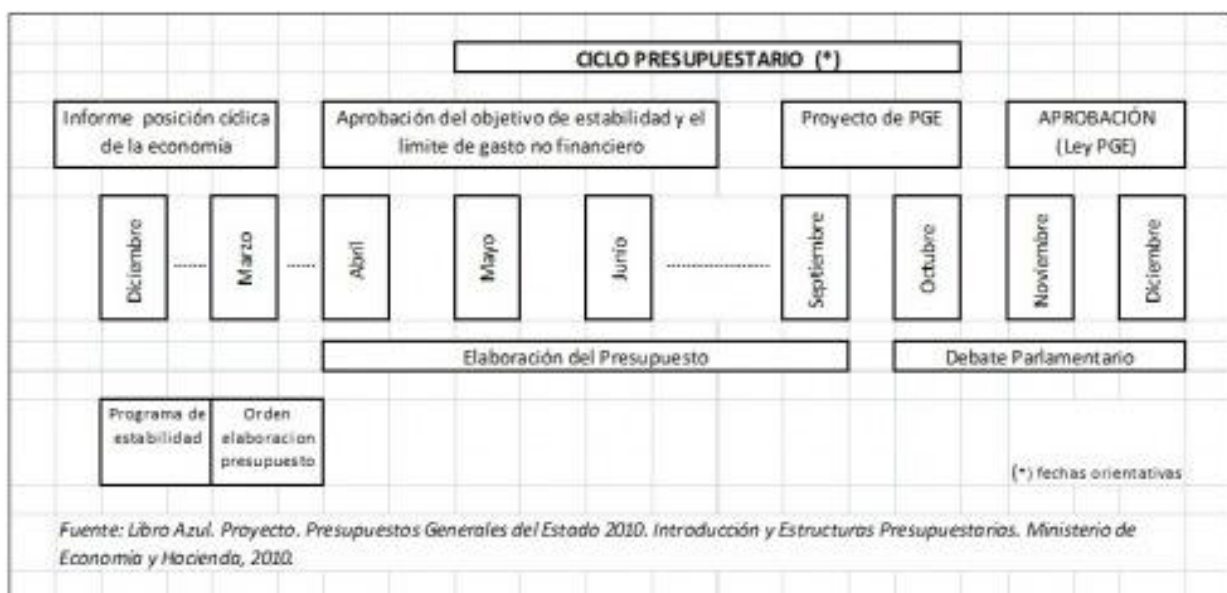 CICLO PRESUPUESTARIO (*)
Informe posición cíclica
de la economía
Aprobación del objetivo de estabilidad y el
límite de gasto no financiero
Proyecto de PGE
APROBACIÓN
(Ley PGE)
Diciembre
Marzo
Abril
Mayo
Junio
Septiembre
Octubre
Noviembre
Diciembre
Elaboración del Presupuesto
Debate Parlamentario
Programa de
estabilidad
Orden
elaboracion
presupuesto
(*) fechas orientativas
Fuente: Libro Azul. Proyecto. Presupuestos Generales del Estado 2010. Introducción y Estructuras Presupuestarias. Ministerio de
Economía y Hacienda, 2010.